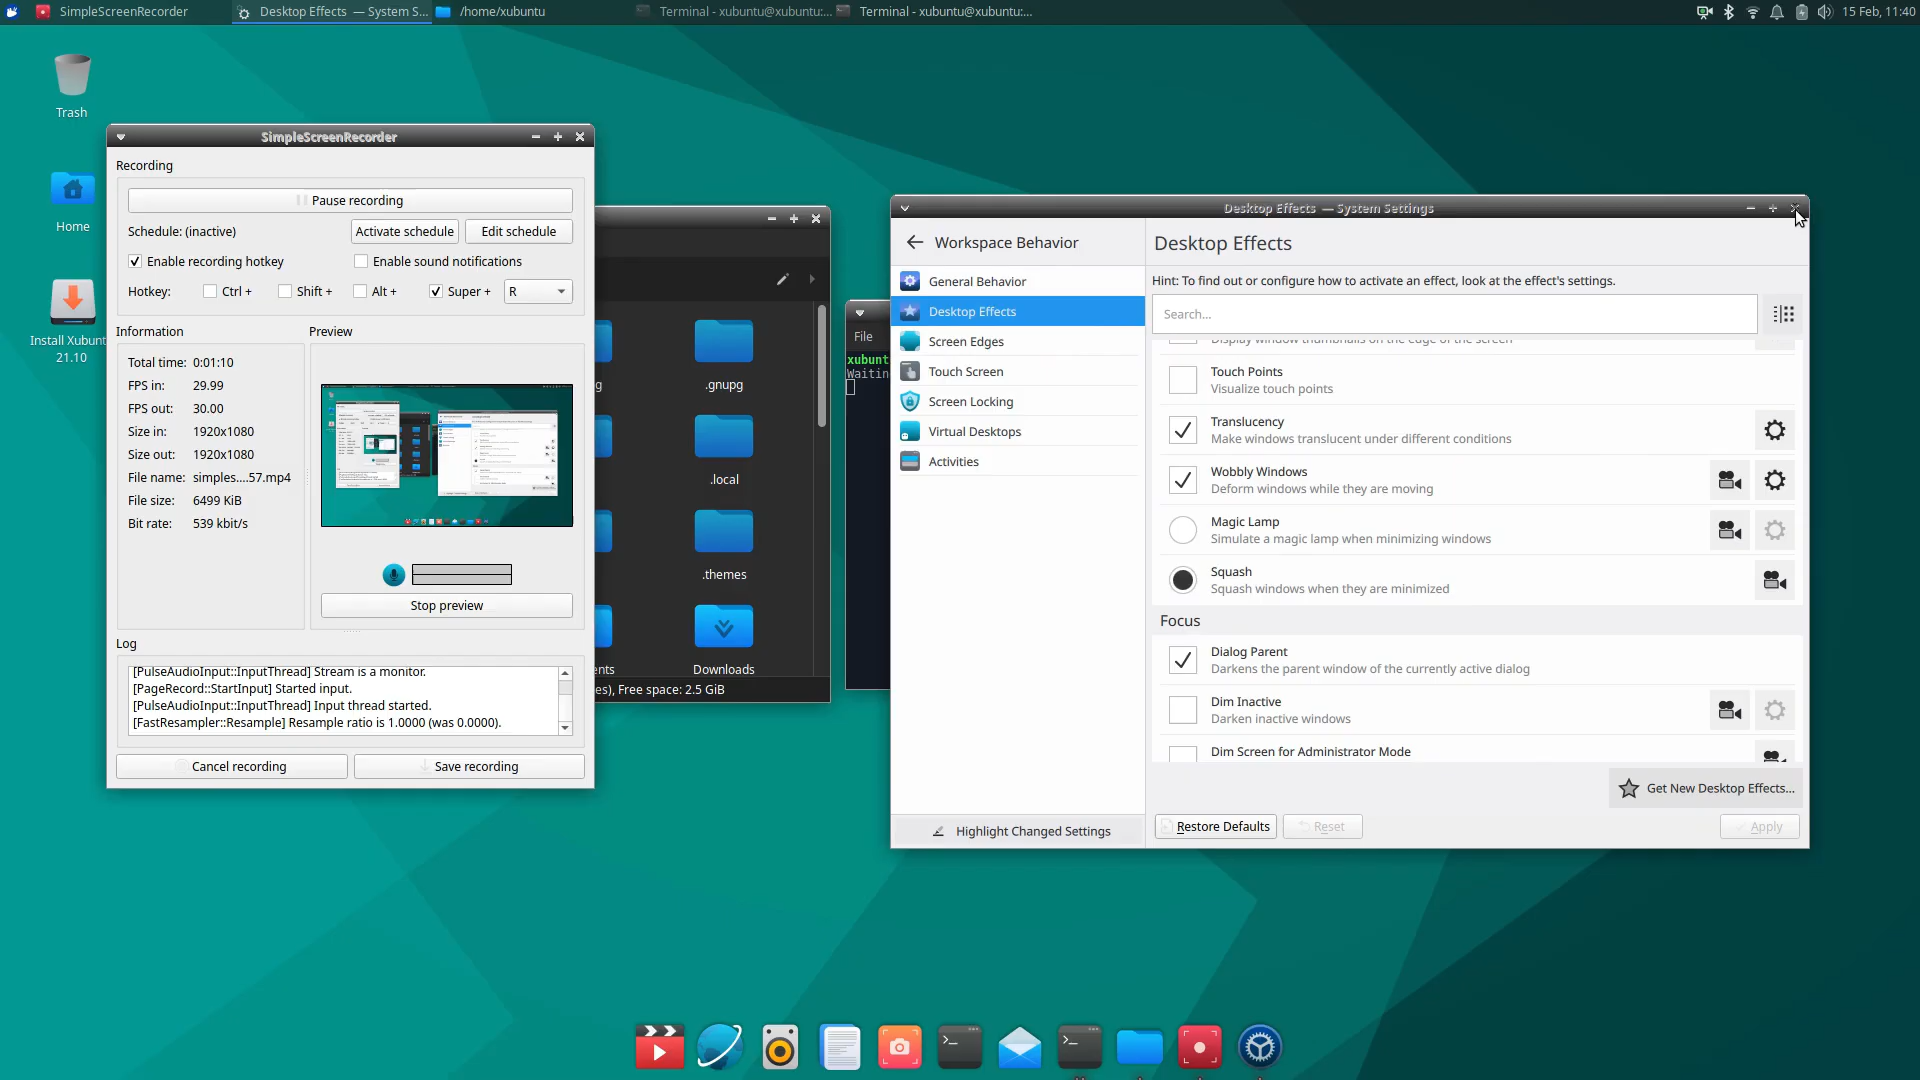 SimpleScreenRecorder
Desktop Effects — System S...
/home/xubuntu
Terminal - xubuntu@xubuntu:...
Terminal - xubuntu@xubuntu:...
15 Feb, 11:40
Trash
Home
Install Xubunt
21.10
SimpleScreenRecorder
Recording
Pause recording
Schedule: (inactive)
Activate schedule
Edit schedule
Enable recording hotkey
Enable sound notifications
Hotkey:
Ctrl +
Shift +
Alt +
Super +
R
Information
Preview
Total time: 0:01:10
FPS in: 29.99
FPS out: 30.00
Size in: 1920x1080
Size out: 1920x1080
File name: simples....57.mp4
File size: 6499 KiB
Bit rate: 539 kbit/s
Stop preview
Log
[PulseAudioInput::InputThread] Stream is a monitor.
[PageRecord::StartInput] Started input.
[PulseAudioInput::InputThread] Input thread started.
[FastResampler::Resample] Resample ratio is 1.0000 (was 0.0000).
Cancel recording
Save recording
g
.gnupg
.local
.themes
ents
Downloads
es), Free space: 2.5 GiB
File
xubunt
Waitin
Desktop Effects — System Settings
Workspace Behavior
General Behavior
Desktop Effects
Screen Edges
Touch Screen
Screen Locking
Virtual Desktops
Activities
Highlight Changed Settings
Desktop Effects
Hint: To find out or configure how to activate an effect, look at the effect's settings.
Search...
Display window thumbnails on the edge of the screen
Touch Points
Visualize touch points
Translucency
Make windows translucent under different conditions
Wobbly Windows
Deform windows while they are moving
Magic Lamp
Simulate a magic lamp when minimizing windows
Squash
Squash windows when they are minimized
Focus
Dialog Parent
Darkens the parent window of the currently active dialog
Dim Inactive
Darken inactive windows
Dim Screen for Administrator Mode
Get New Desktop Effects...
Restore Defaults
Reset
Apply